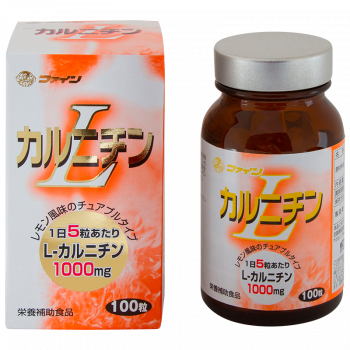 ファイン
L
カルニチン
レモン風味のチュアブルタイプ
1日5粒あたり
L-カルニチン
1000mg
100粒
栄養補助食品
ファイン
L
カルニチン
レモン風味のチュアブルタイプ
1日5粒あたり
L-カルニチン
1000mg
栄養補助食品
100粒